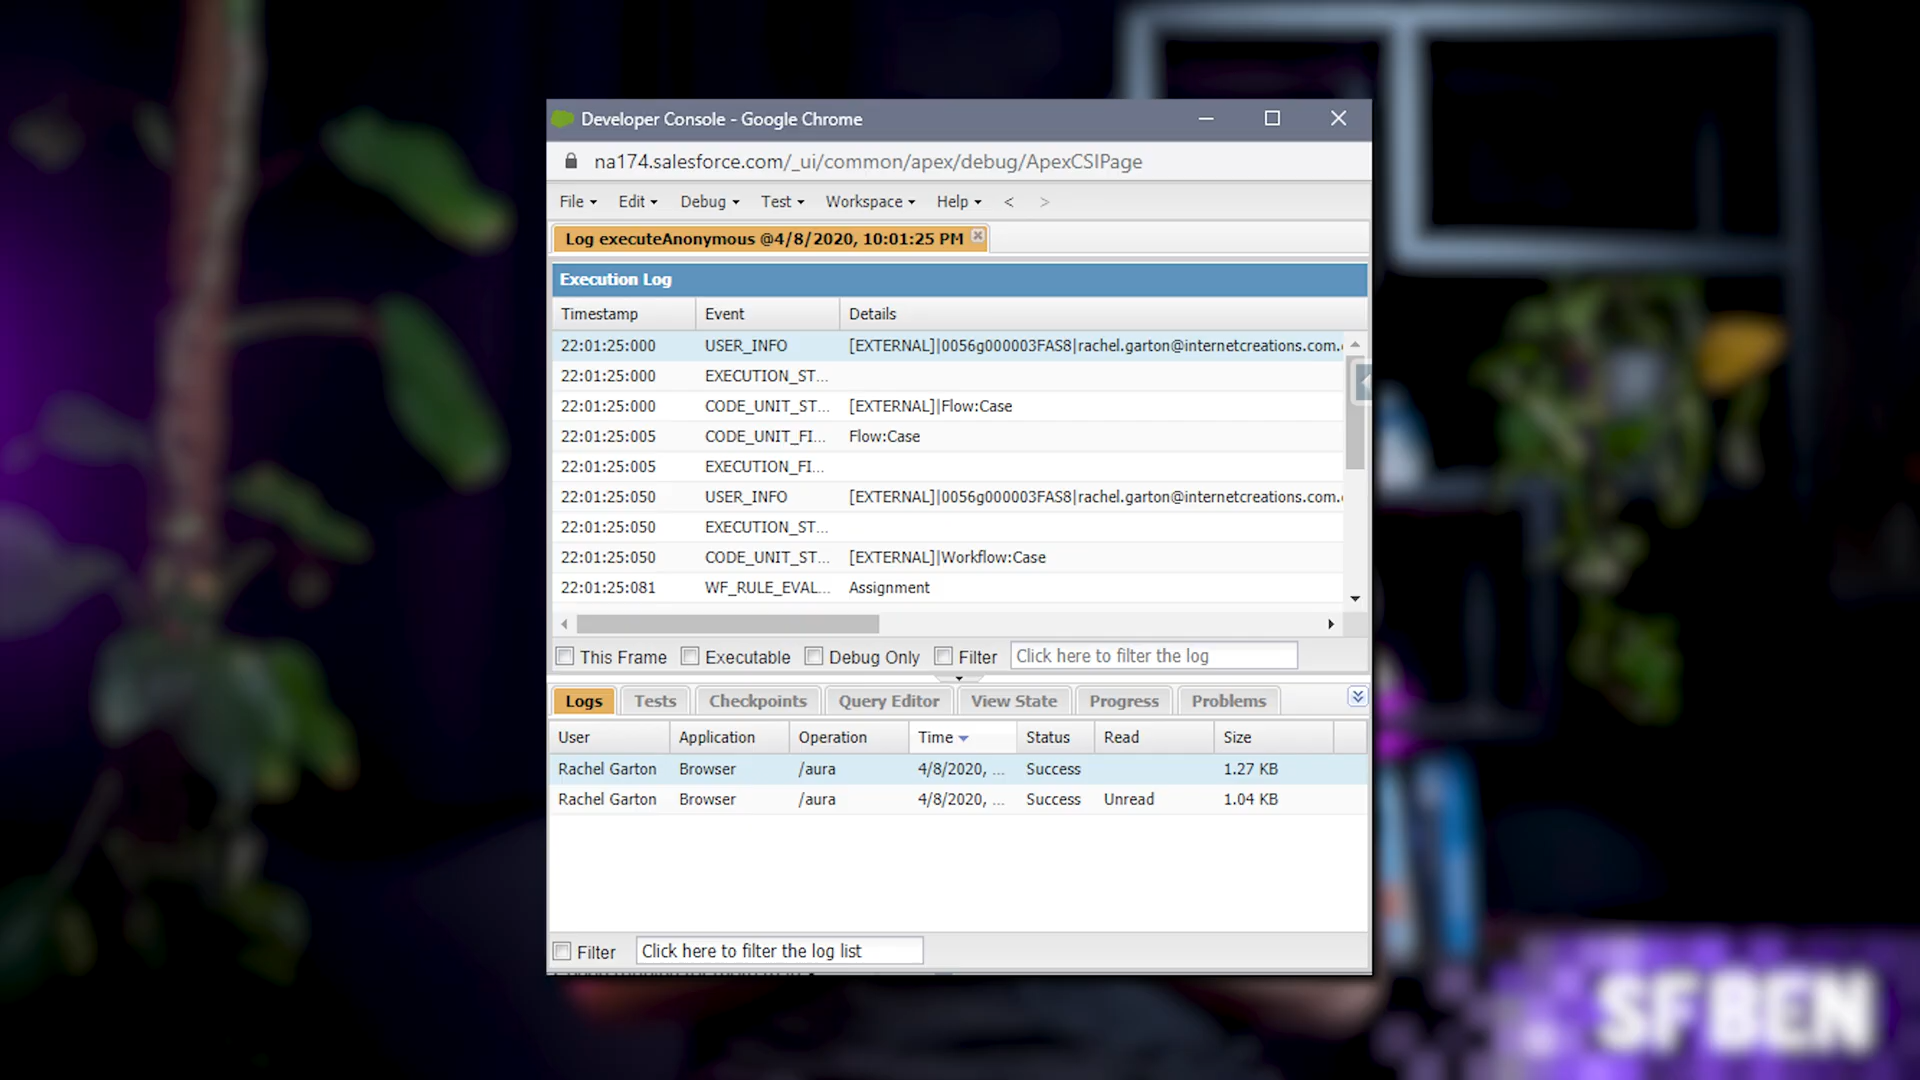 Developer Console - Google Chrome
na174.salesforce.com/_ui/common/apex/debug/ApexCSIPage
File Edit Debug Test Workspace Help < >
Log executeAnonymous @4/8/2020, 10:01:25 PM
Execution Log
Timestamp Event Details
22:01:25:000 USER_INFO [EXTERNAL]|0056g000003FAS8|rachel.garton@internetcreations.com.
22:01:25:000 EXECUTION_ST...
22:01:25:000 CODE_UNIT_ST... [EXTERNAL]|Flow:Case
22:01:25:005 CODE_UNIT_FI... Flow:Case
22:01:25:005 EXECUTION_FI...
22:01:25:050 USER_INFO [EXTERNAL]|0056g000003FAS8|rachel.garton@internetcreations.com.
22:01:25:050 EXECUTION_ST...
22:01:25:050 CODE_UNIT_ST... [EXTERNAL]|Workflow:Case
22:01:25:081 WF_RULE_EVAL... Assignment
This Frame Executable Debug Only Filter Click here to filter the log
Logs Tests Checkpoints Query Editor View State Progress Problems
User Application Operation Time Status Read Size
Rachel Garton Browser /aura 4/8/2020, ... Success 1.27 KB
Rachel Garton Browser /aura 4/8/2020, ... Success Unread 1.04 KB
Filter Click here to filter the log list
SFBEN